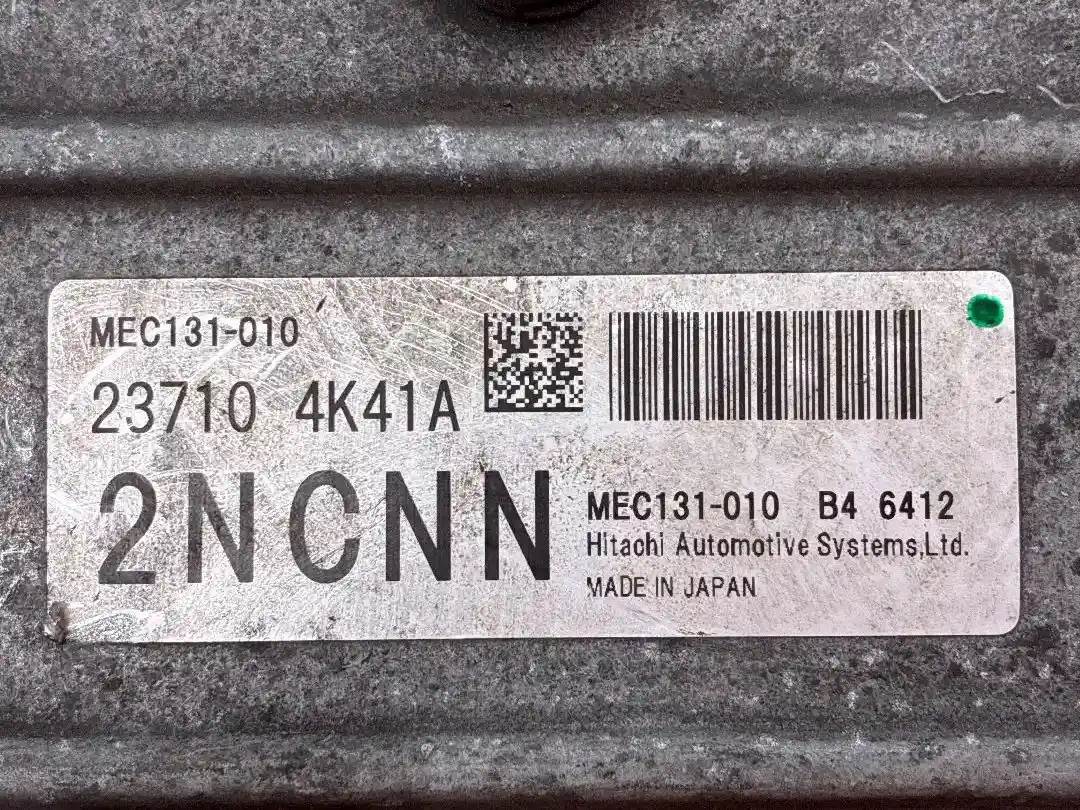 MEC131-010
23710 4K41A
2NCNN
MEC131-010 B4 6412
Hitachi Automotive Systems,Ltd.
MADE IN JAPAN